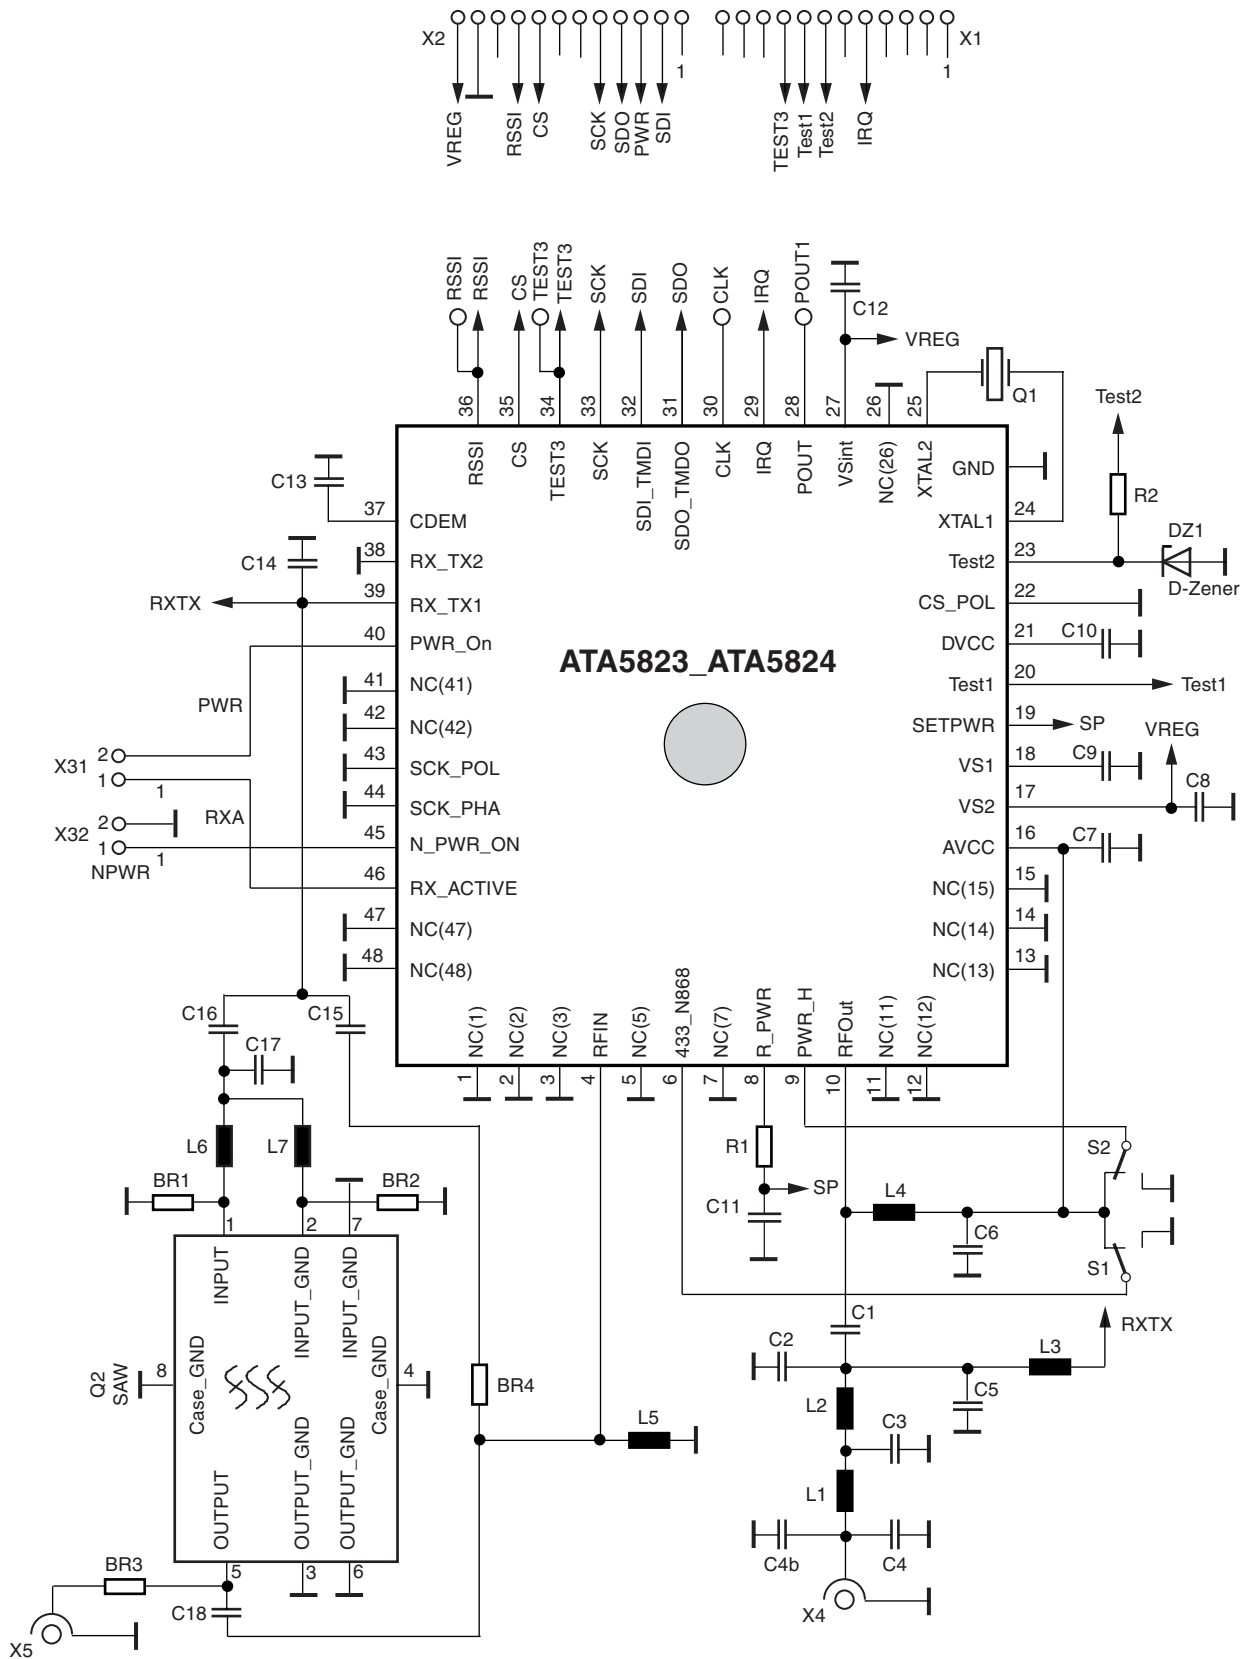 X2
1
X1
1
VREG
RSSI
CS
SCK
SDO
PWR
SDI
TEST3
Test1
Test2
IRQ
RSSI
RSSI
CS
TEST3
TEST3
SCK
SDI
SDO
CLK
IRQ
POUT1
C12
VREG
Q1
36
35
34
33
32
31
30
29
28
27
26
25
RSSI
CS
TEST3
SCK
SDI_TMDI
SDO_TMDO
CLK
IRQ
POUT
VSint
NC(26)
XTAL2
GND
Test2
C13
37
CDEM
24
XTAL1
R2
C14
38
RX_TX2
23
Test2
DZ1
D-Zener
RXTX
39
RX_TX1
22
CS_POL
40
PWR_On
21
DVCC
C10
ATA5823_ATA5824
41
NC(41)
20
Test1
Test1
PWR
42
NC(42)
19
SETPWR
SP
VREG
X31
2
1
1
43
SCK_POL
18
VS1
C9
44
SCK_PHA
17
VS2
C8
RXA
X32
2
1
1
NPWR
45
N_PWR_ON
16
AVCC
C7
46
RX_ACTIVE
15
NC(15)
47
NC(47)
14
NC(14)
48
NC(48)
13
NC(13)
NC(1)
NC(2)
NC(3)
RFIN
NC(5)
433_N868
NC(7)
R_PWR
PWR_H
RFOut
NC(11)
NC(12)
1
2
3
4
5
6
7
8
9
10
11
12
C16
C15
C17
L6
L7
R1
S2
BR1
BR2
SP
C11
L4
C6
S1
1
2
7
INPUT
INPUT_GND
INPUT_GND
Q2
SAW
8
Case_GND
Case_GND
4
BR4
C1
RXTX
C2
L3
L2
C5
L5
C3
L1
OUTPUT
OUTPUT_GND
OUTPUT_GND
5
3
6
BR3
C18
X5
C4b
C4
X4